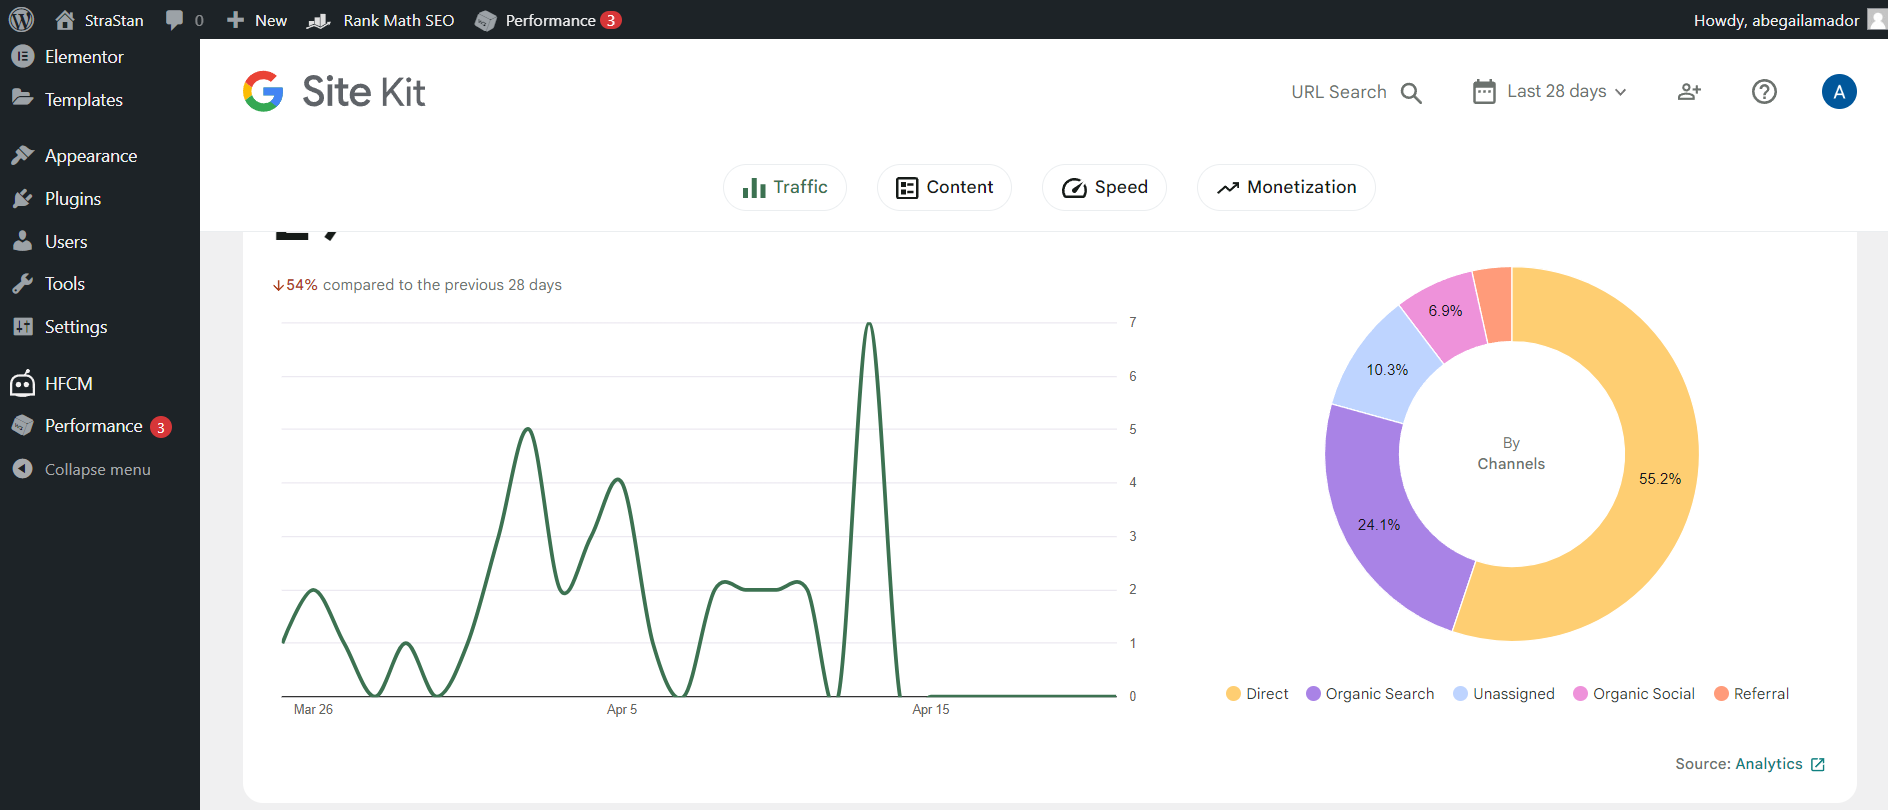 StraStan
0
New
Rank Math SEO
Performance 3
Howdy, abegailamador
Elementor
Templates
Appearance
Plugins
Users
Tools
Settings
HFCM
Performance 3
Collapse menu
G Site Kit
URL Search
Last 28 days
A
Traffic
Content
Speed
Monetization
54% compared to the previous 28 days
7
6
5
4
3
2
1
0
Mar 26
Apr 5
Apr 15
6.9%
10.3%
24.1%
55.2%
By
Channels
Direct
Organic Search
Unassigned
Organic Social
Referral
Source: Analytics